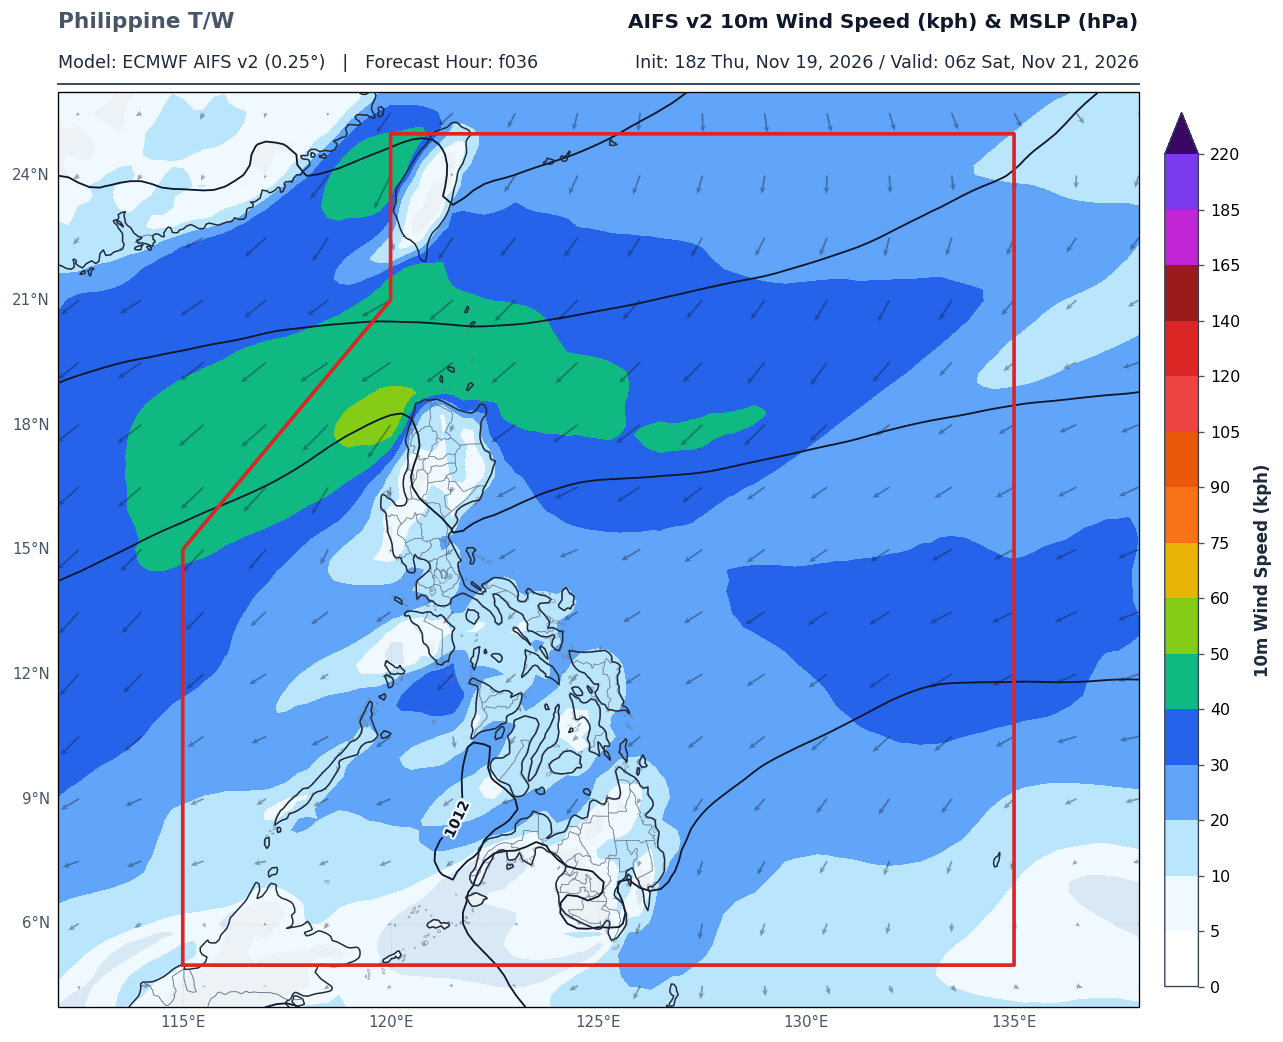 Philippine T/W
AIFS v2 10m Wind Speed (kph) & MSLP (hPa)
Model: ECMWF AIFS v2 (0.25°) | Forecast Hour: f036
Init: 18z Thu, Nov 19, 2026 / Valid: 06z Sat, Nov 21, 2026
24°N
21°N
18°N
15°N
12°N
9°N
6°N
115°E
120°E
125°E
130°E
135°E
1012
220
185
165
140
120
105
90
75
60
50
40
30
20
10
5
0
10m Wind Speed (kph)